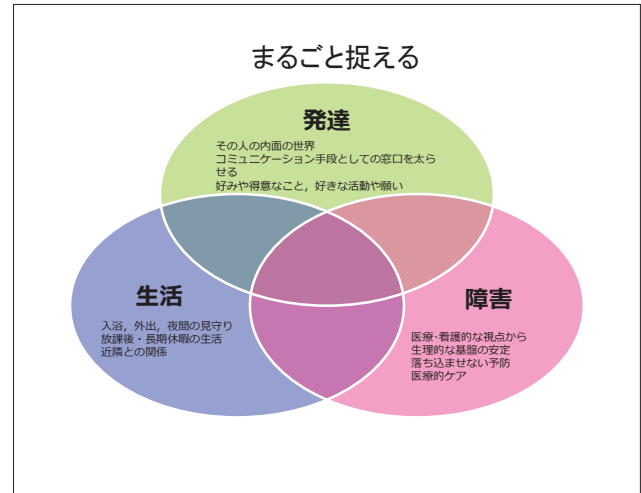 まるごと捉える
発達
その人の内面の世界
コミュニケーション手段としての窓口を太ら
せる
好みや得意なこと，好きな活動や願い
生活
入浴，外出，夜間の見守り
放課後・長期休暇の生活
近隣との関係
障害
医療・看護的な視点から
生理的な基盤の安定
落ち込ませない予防
医療的ケア